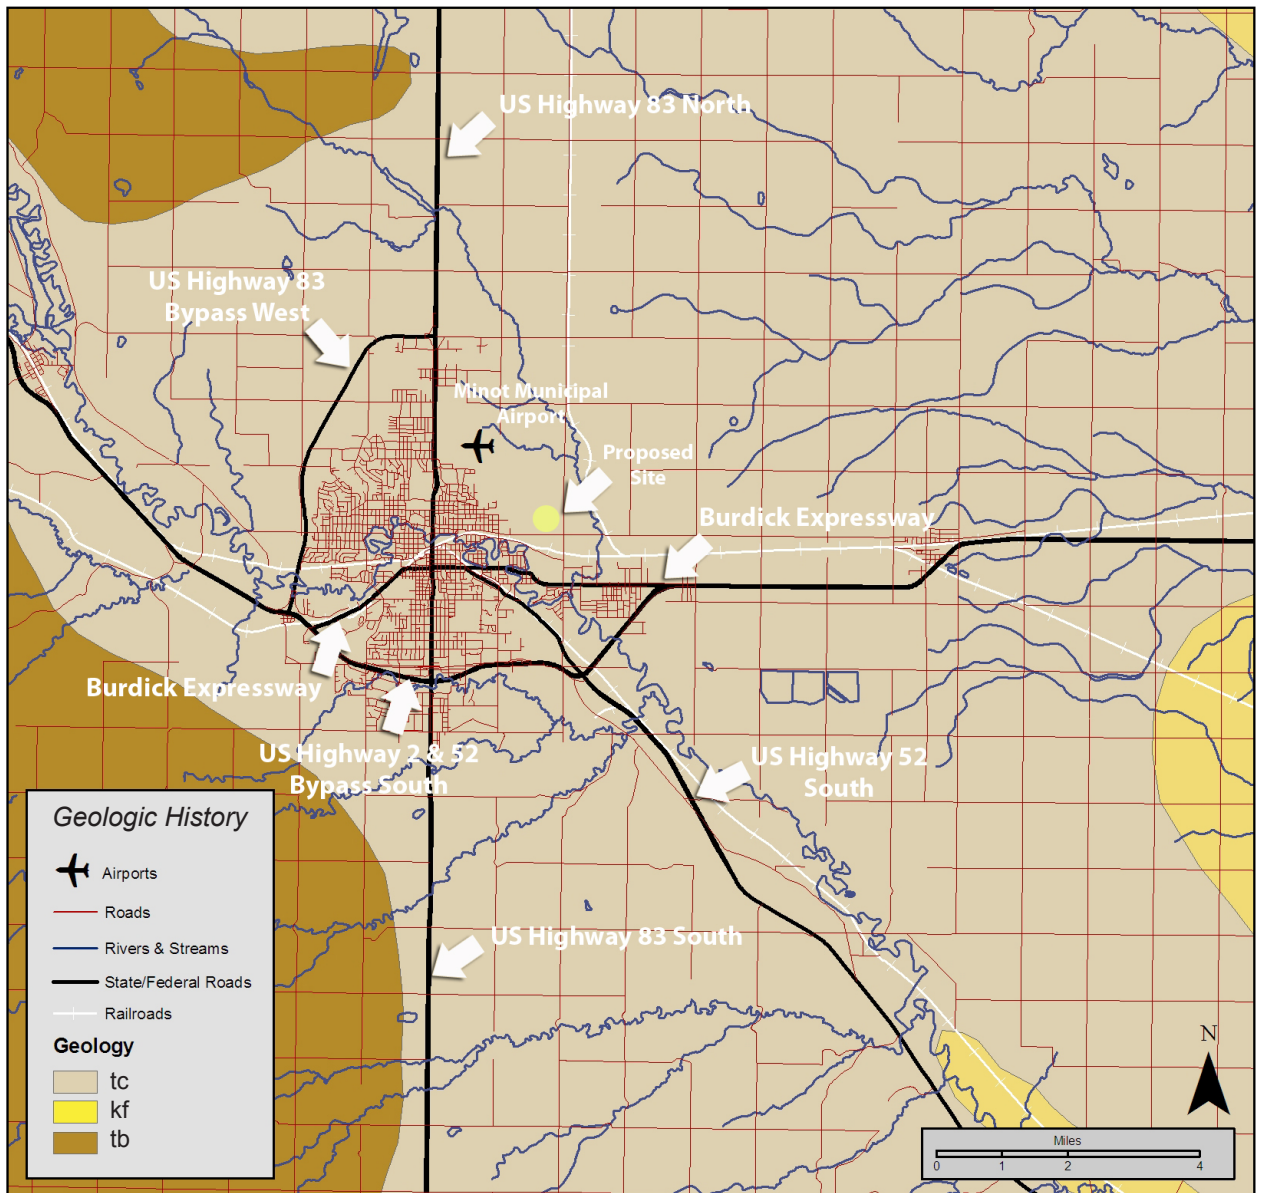 US Highway 83 North
US Highway 83
Bypass West
Minot Municipal
Airport
Proposed
Site
Burdick Expressway
Burdick Expressway
US Highway 2 & 52
Bypass South
US Highway 52
South
US Highway 83 South
Geologic History
Airports
Roads
Rivers & Streams
State/Federal Roads
Railroads
Geology
tc
kf
tb
N
Miles
0 1 2 4